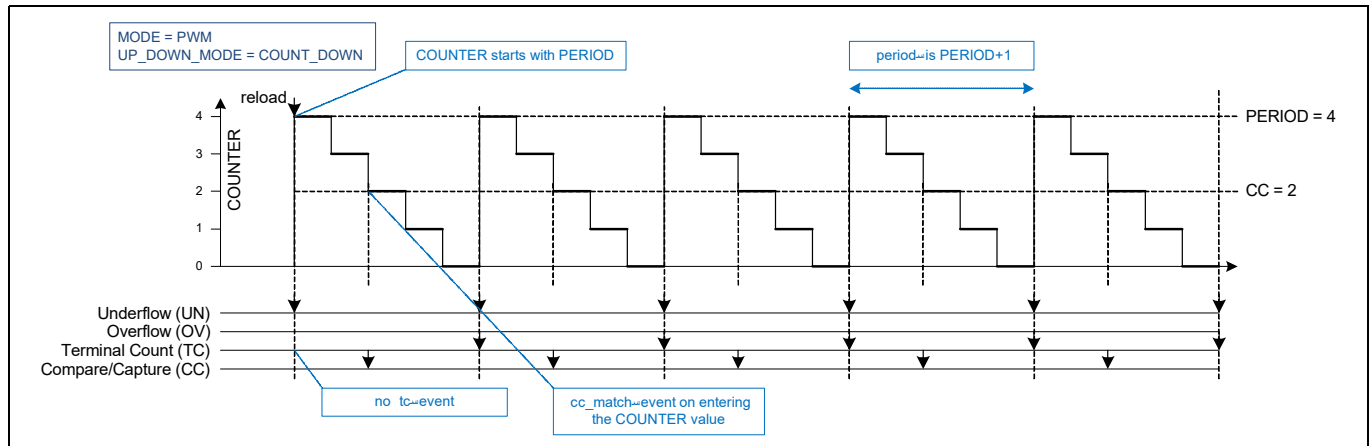 MODE = PWM
UP_DOWN_MODE = COUNT_DOWN
COUNTER starts with PERIOD
period is PERIOD+1
reload
4
PERIOD = 4
3
COUNTER
2
CC = 2
1
0
Underflow (UN)
Overflow (OV)
Terminal Count (TC)
Compare/Capture (CC)
no tc event
cc_match event on entering
the COUNTER value